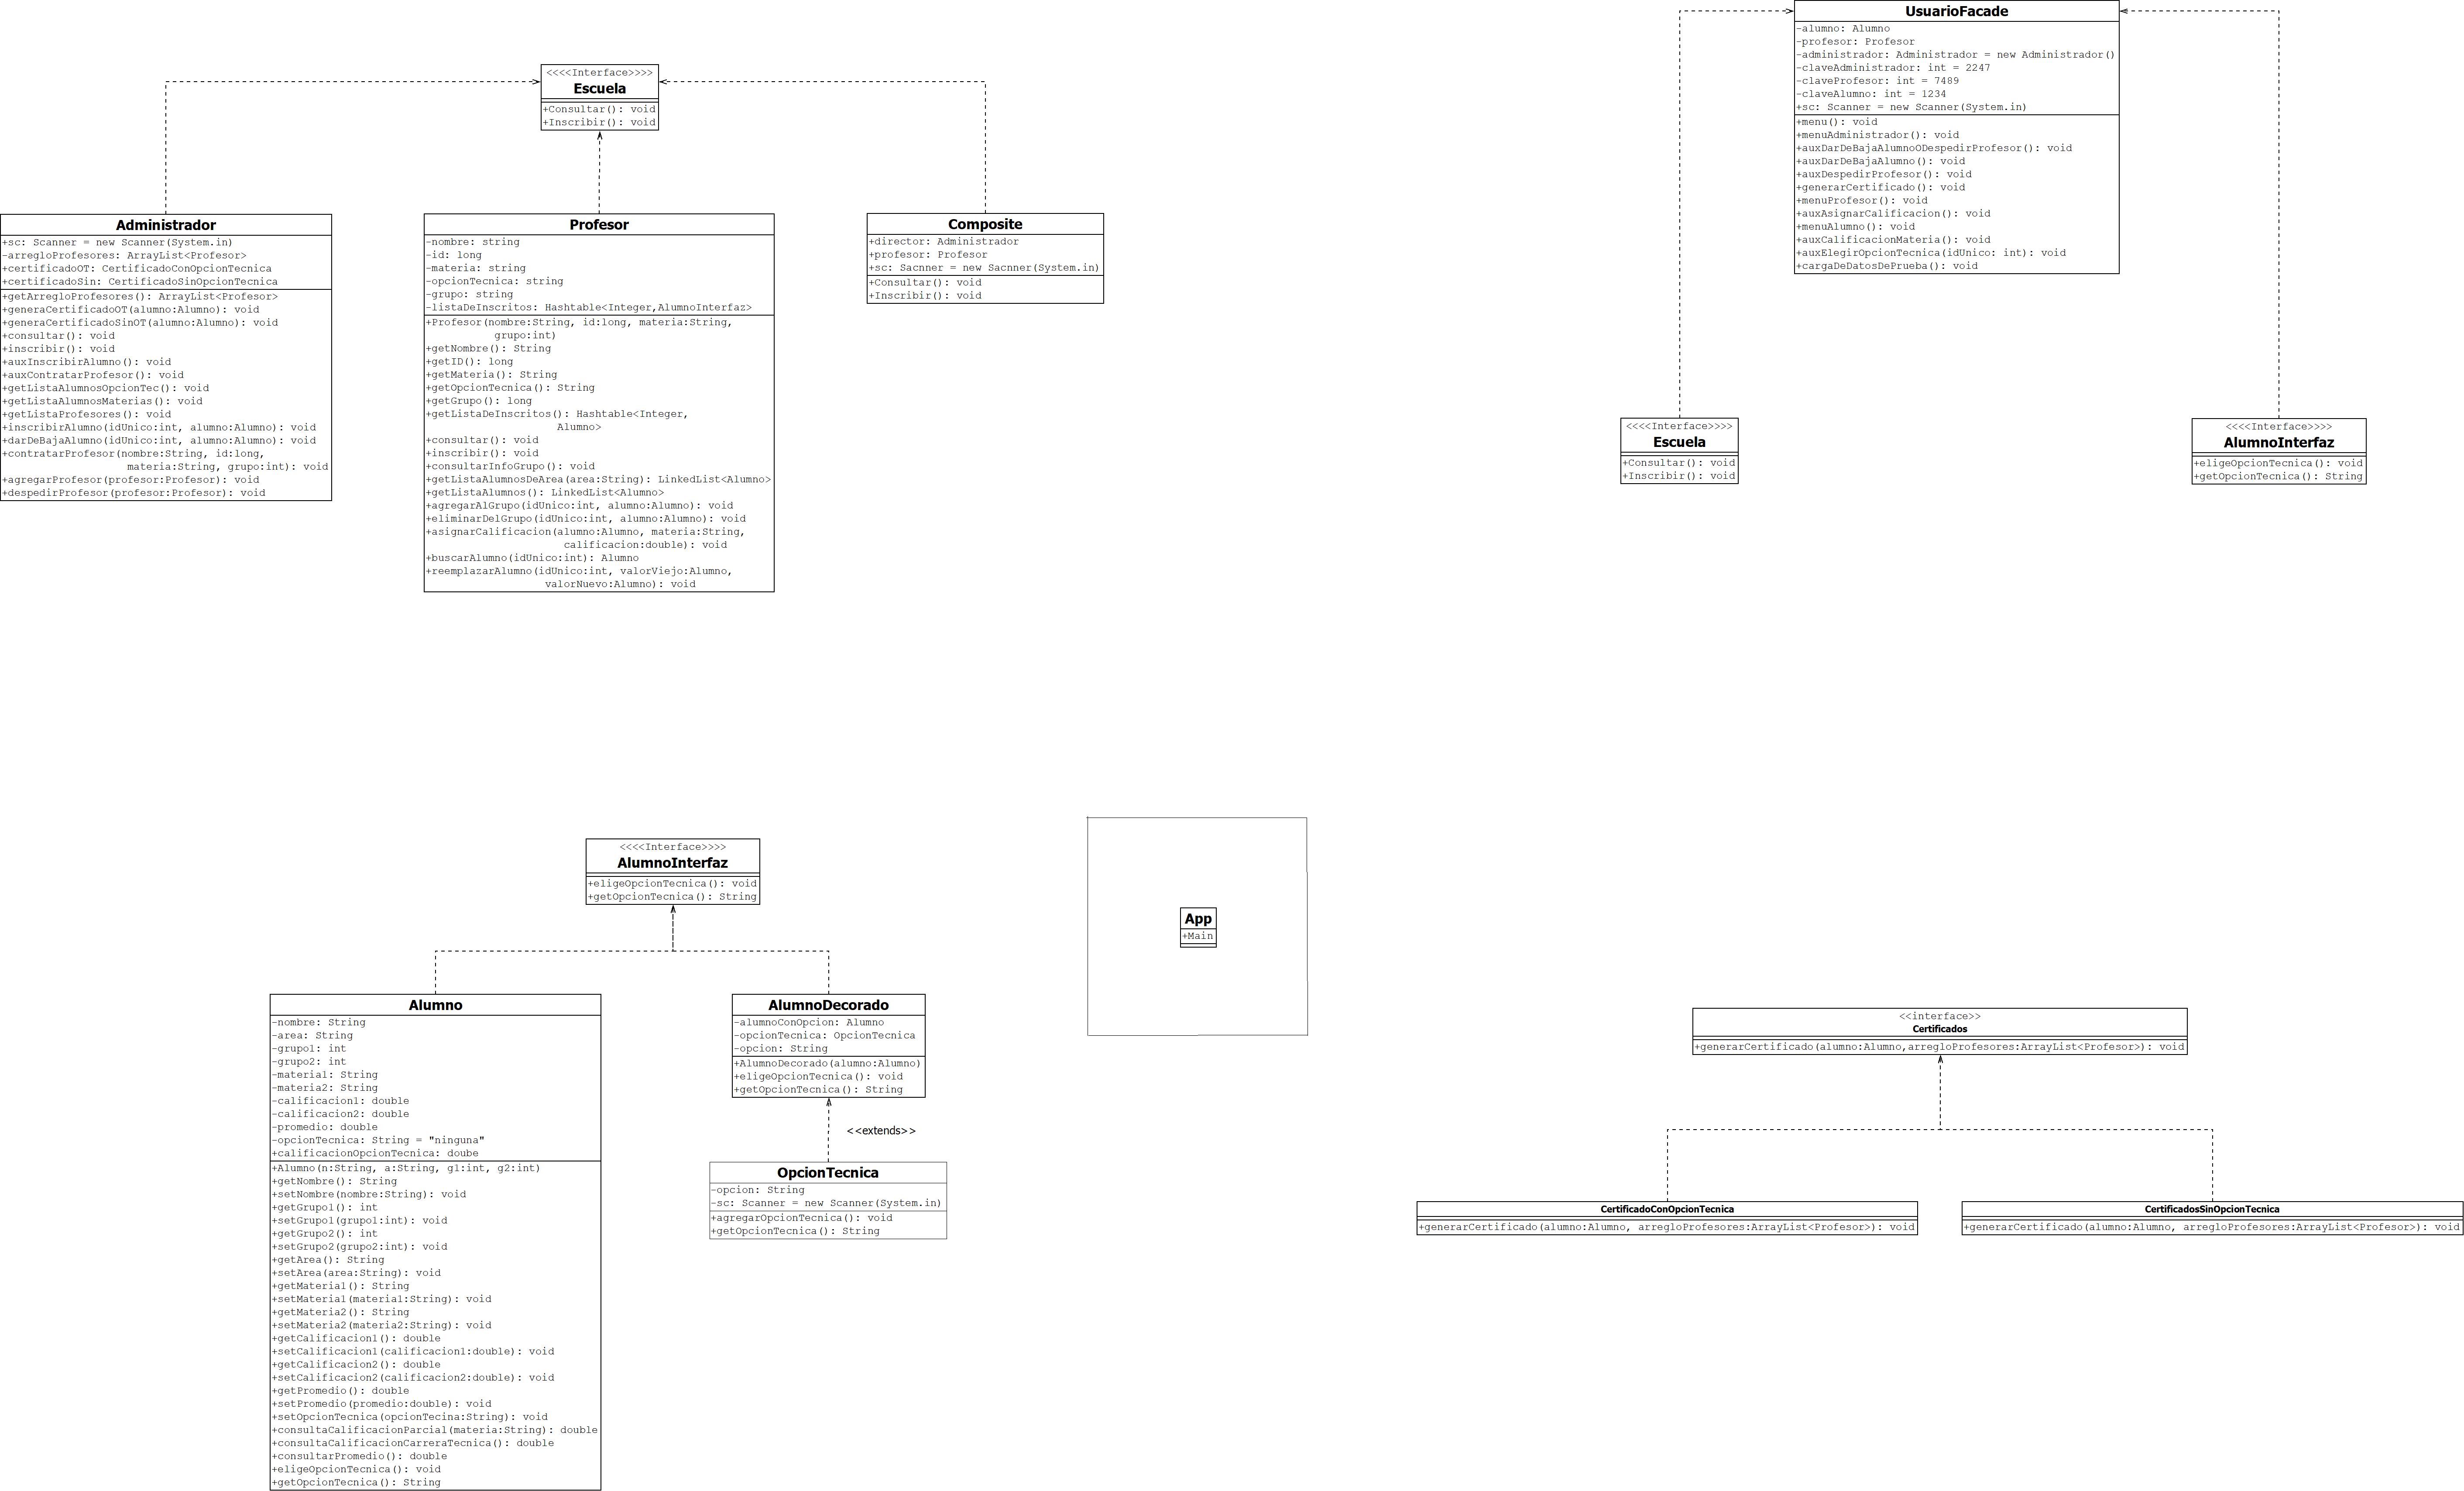 <<<<Interface>>>>
Escuela
+Consultar(): void
+Inscribir(): void
Administrador
+sc: Scanner = new Scanner(System.in)
-arregloProfesores: ArrayList<Profesor>
+certificadoOT: CertificadoConOpcionTecnica
+certificadoSin: CertificadoSinOpcionTecnica
+getArregloProfesores(): ArrayList<Profesor>
+generaCertificadoOT(alumno:Alumno): void
+generaCertificadoSinOT(alumno:Alumno): void
+consultar(): void
+inscribir(): void
+auxInscribirAlumno(): void
+auxContratarProfesor(): void
+getListaAlumnosOpcionTec(): void
+getListaAlumnosMaterias(): void
+getListaProfesores(): void
+inscribirAlumno(idUnico:int, alumno:Alumno): void
+darDeBajaAlumno(idUnico:int, alumno:Alumno): void
+contratarProfesor(nombre:String, id:long,
materia:String, grupo:int): void
+agregarProfesor(profesor:Profesor): void
+despedirProfesor(profesor:Profesor): void
Profesor
-nombre: string
-id: long
-materia: string
-opcionTecnica: string
-grupo: string
-listaDeInscritos: Hashtable<Integer,AlumnoInterfaz>
+Profesor(nombre:String, id:long, materia:String,
grupo:int)
+getNombre(): String
+getID(): long
+getMateria(): String
+getOpcionTecnica(): String
+getGrupo(): long
+getListaDeInscritos(): Hashtable<Integer,
Alumno>
+consultar(): void
+inscribir(): void
+consultarInfoGrupo(): void
+getListaAlumnosDeArea(area:String): LinkedList<Alumno>
+getListaAlumnos(): LinkedList<Alumno>
+agregarAlGrupo(idUnico:int, alumno:Alumno): void
+eliminarDelGrupo(idUnico:int, alumno:Alumno): void
+asignarCalificacion(alumno:Alumno, materia:String,
calificacion:double): void
+buscarAlumno(idUnico:int): Alumno
+reemplazarAlumno(idUnico:int, valorViejo:Alumno,
valorNuevo:Alumno): void
Composite
+director: Administrador
+profesor: Profesor
+sc: Sacnner = new Sacnner(System.in)
+Consultar(): void
+Inscribir(): void
UsuarioFacade
-alumno: Alumno
-profesor: Profesor
-administrador: Administrador = new Administrador()
-claveAdministrador: int = 2247
-claveProfesor: int = 7489
-claveAlumno: int = 1234
+sc: Scanner = new Scanner(System.in)
+menu(): void
+menuAdministrador(): void
+auxDarDeBajaAlumnoODespedirProfesor(): void
+auxDarDeBajaAlumno(): void
+auxDespedirProfesor(): void
+generarCertificado(): void
+menuProfesor(): void
+auxAsignarCalificacion(): void
+menuAlumno(): void
+auxCalificacionMateria(): void
+auxElegirOpcionTecnica(idUnico: int): void
+cargaDeDatosDePrueba(): void
<<<<Interface>>>>
Escuela
+Consultar(): void
+Inscribir(): void
<<<<Interface>>>>
AlumnoInterfaz
+eligeOpcionTecnica(): void
+getOpcionTecnica(): String
<<<<Interface>>>>
AlumnoInterfaz
+eligeOpcionTecnica(): void
+getOpcionTecnica(): String
Alumno
-nombre: String
-area: String
-grupo1: int
-grupo2: int
-materia1: String
-materia2: String
-calificacion1: double
-calificacion2: double
-promedio: double
-opcionTecnica: String = "ninguna"
+calificacionOpcionTecnica: doube
+Alumno(n:String, a:String, g1:int, g2:int)
+getNombre(): String
+setNombre(nombre:String): void
+getGrupo1(): int
+setGrupo1(grupo1:int): void
+getGrupo2(): int
+setGrupo2(grupo2:int): void
+getArea(): String
+setArea(area:String): void
+getMateria1(): String
+setMateria1(materia1:String): void
+getMateria2(): String
+setMateria2(materia2:String): void
+getCalificacion1(): double
+setCalificacion1(calificacion1:double): void
+getCalificacion2(): double
+setCalificacion2(calificacion2:double): void
+getPromedio(): double
+setPromedio(promedio:double): void
+setOpcionTecnica(opcionTecina:String): void
+consultaCalificacionParcial(materia:String): double
+consultaCalificacionCarreraTecnica(): double
+consultarPromedio(): double
+eligeOpcionTecnica(): void
+getOpcionTecnica(): String
AlumnoDecorado
-alumnoConOpcion: Alumno
-opcionTecnica: OpcionTecnica
-opcion: String
+AlumnoDecorado(alumno:Alumno)
+eligeOpcionTecnica(): void
+getOpcionTecnica(): String
<<extends>>
OpcionTecnica
-opcion: String
-sc: Scanner = new Scanner(System.in)
+agregarOpcionTecnica(): void
+getOpcionTecnica(): String
App
+Main
<<interface>>
Certificados
+generarCertificado(alumno:Alumno,arregloProfesores:ArrayList<Profesor>): void
CertificadoConOpcionTecnica
+generarCertificado(alumno:Alumno, arregloProfesores:ArrayList<Profesor>): void
CertificadosSinOpcionTecnica
+generarCertificado(alumno:Alumno, arregloProfesores:ArrayList<Profesor>): void